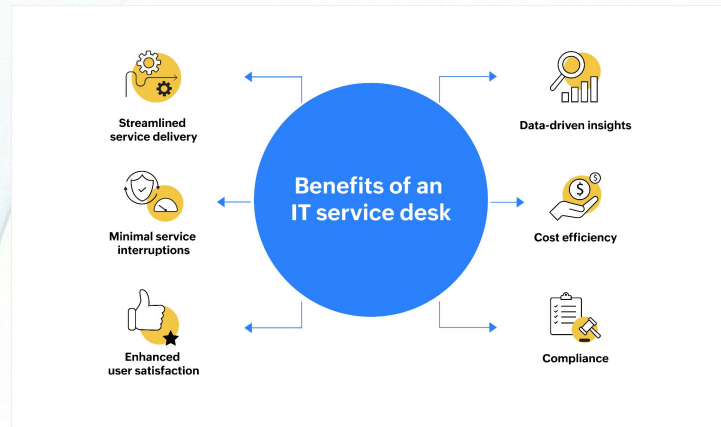 Streamlined
service delivery
Data-driven insights
Benefits of an
IT service desk
Minimal service
interruptions
Cost efficiency
Enhanced
user satisfaction
Compliance